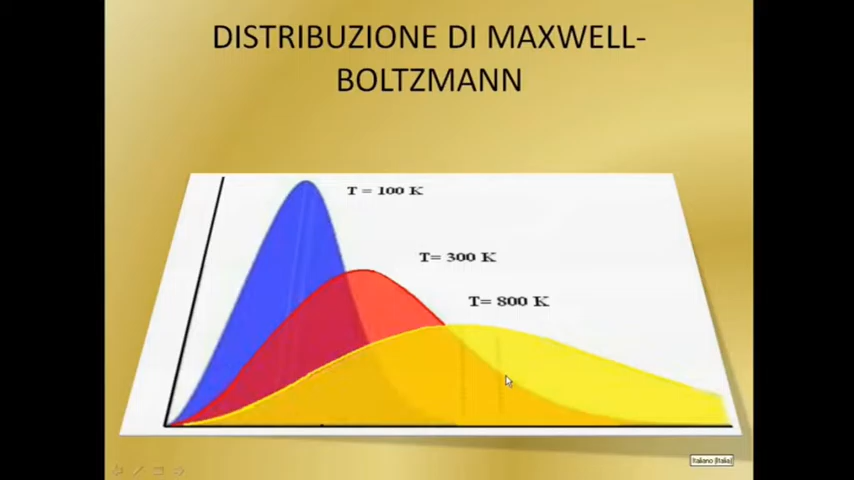 DISTRIBUZIONE DI MAXWELL-
BOLTZMANN
T = 100 K
T= 300 K
T= 800 K
Italiano (Italia)